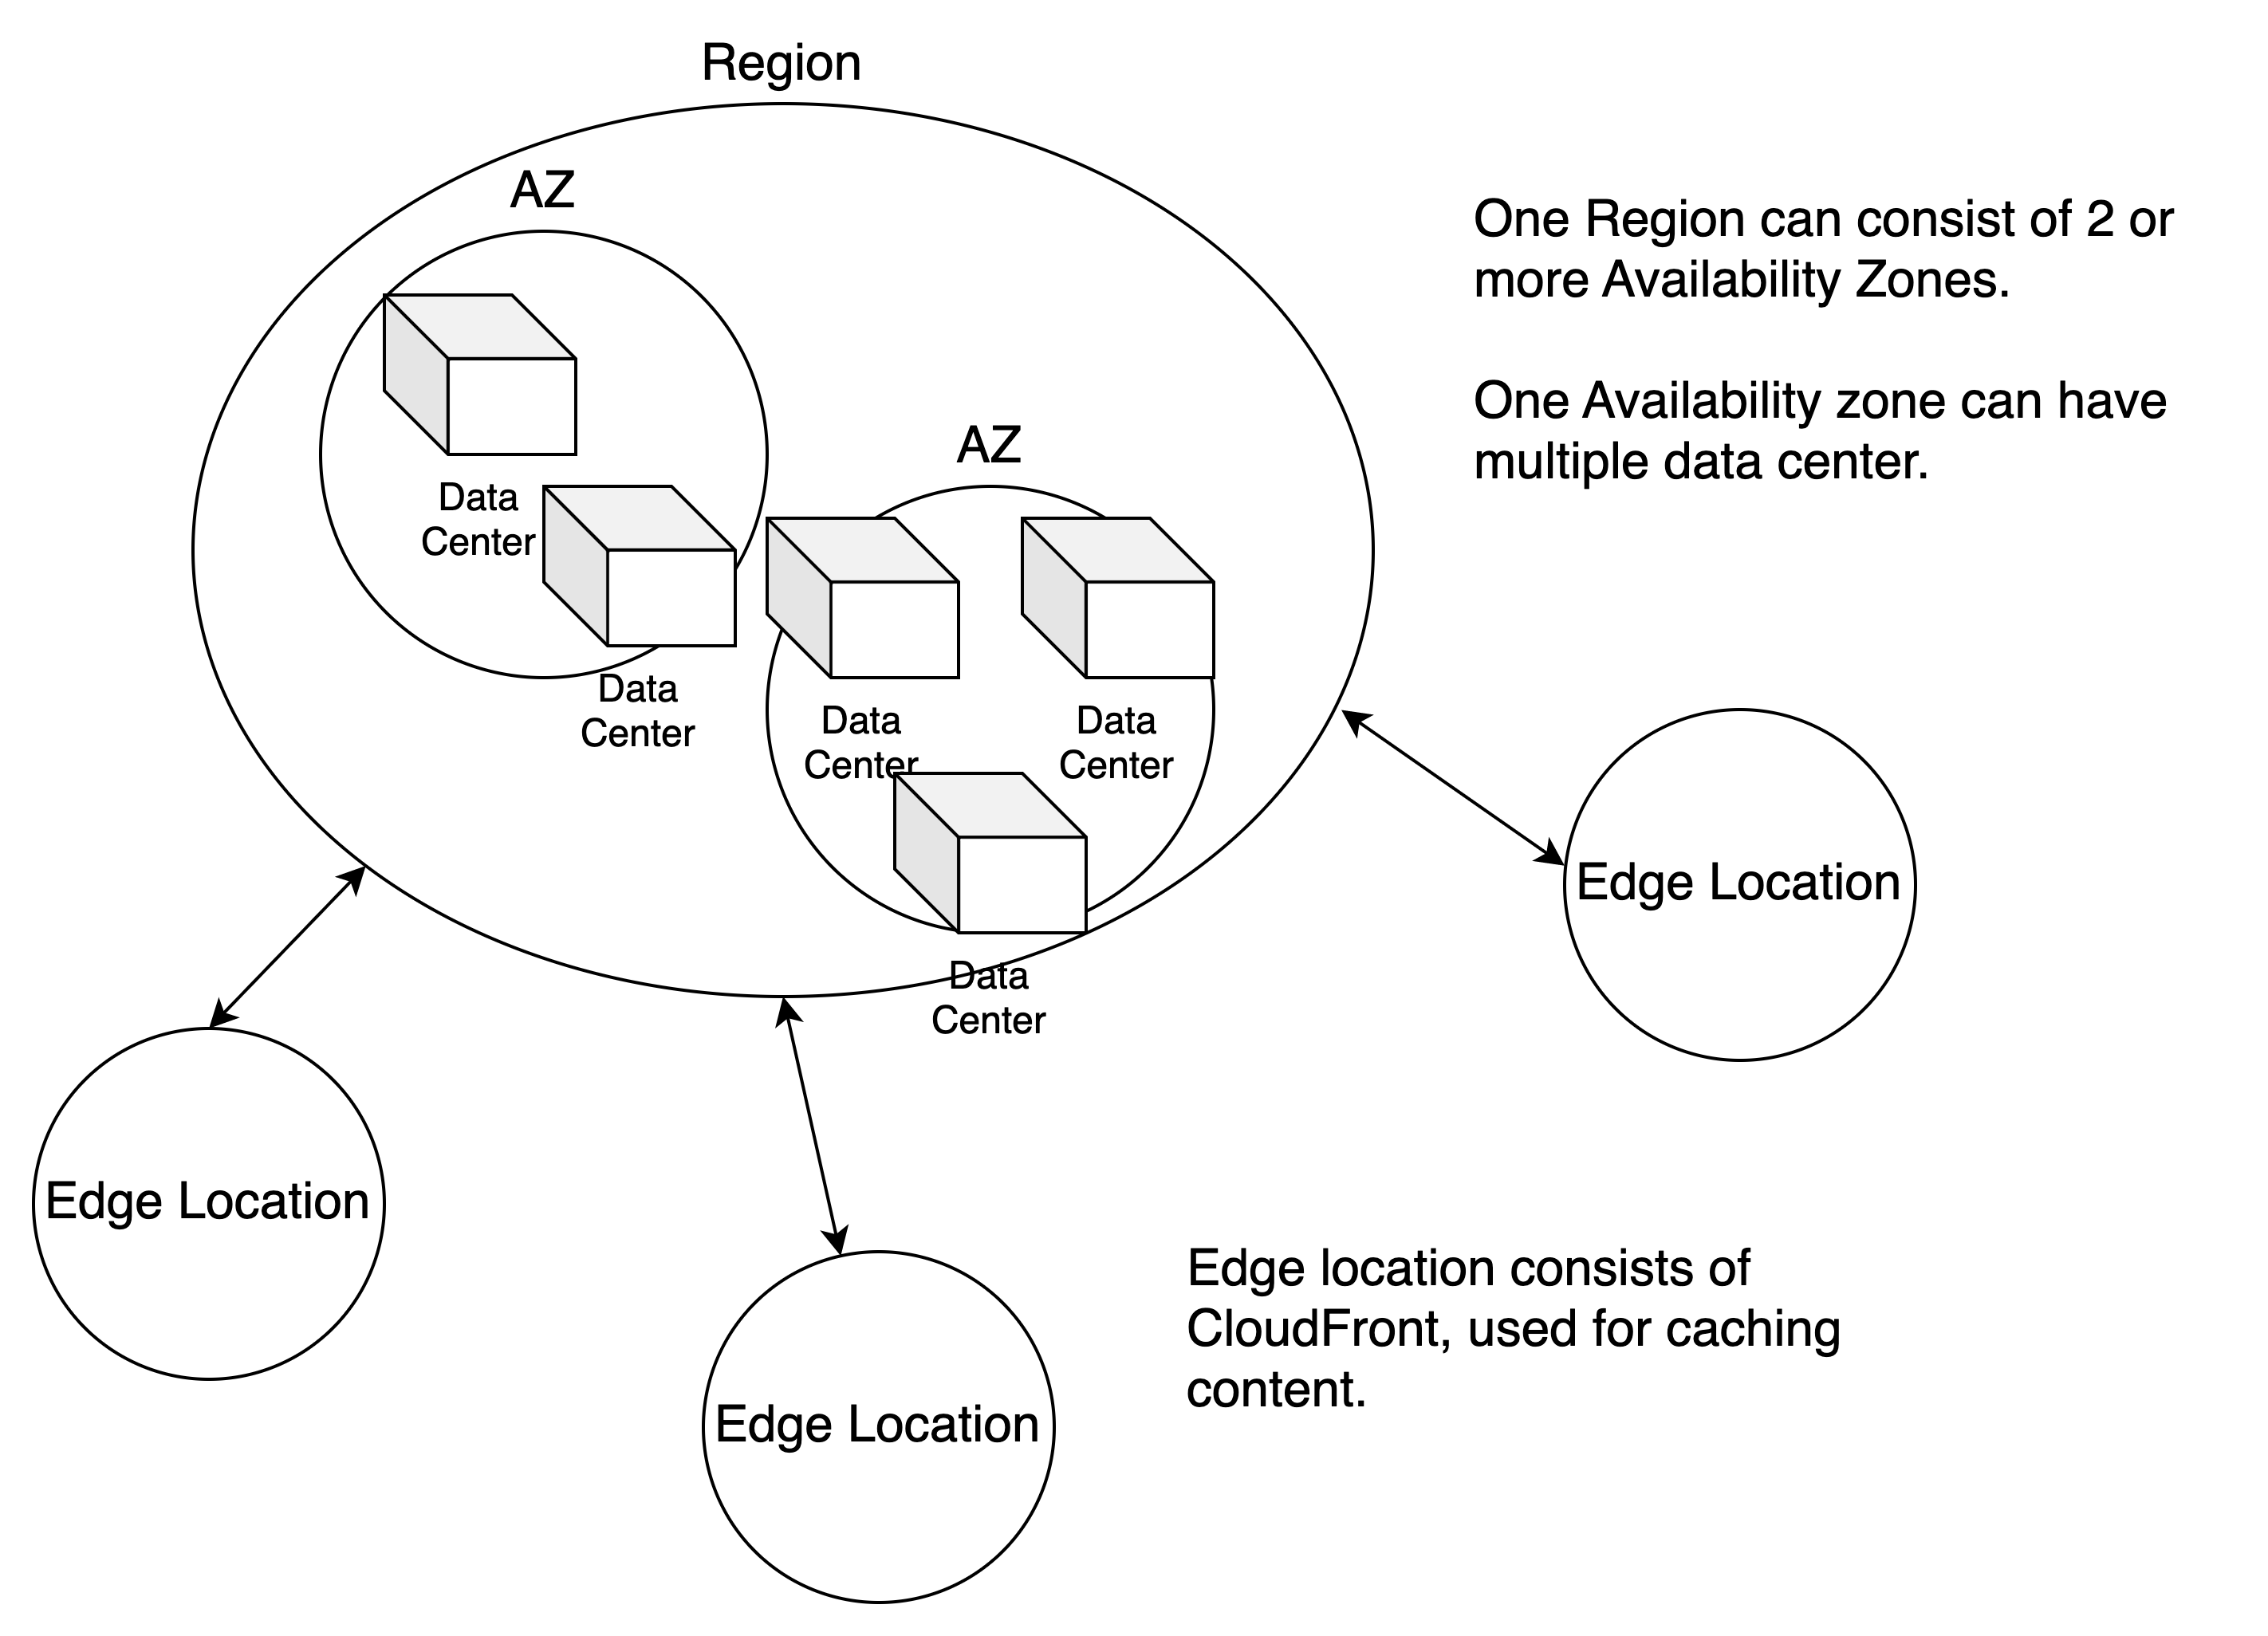 Region
AZ
One Region can consist of 2 or
more Availability Zones.
One Availability zone can have
multiple data center.
AZ
Data
Center
Data
Center
Data
Center
Data
Center
Data
Center
Edge Location
Edge Location
Edge Location
Edge location consists of
CloudFront, used for caching
content.